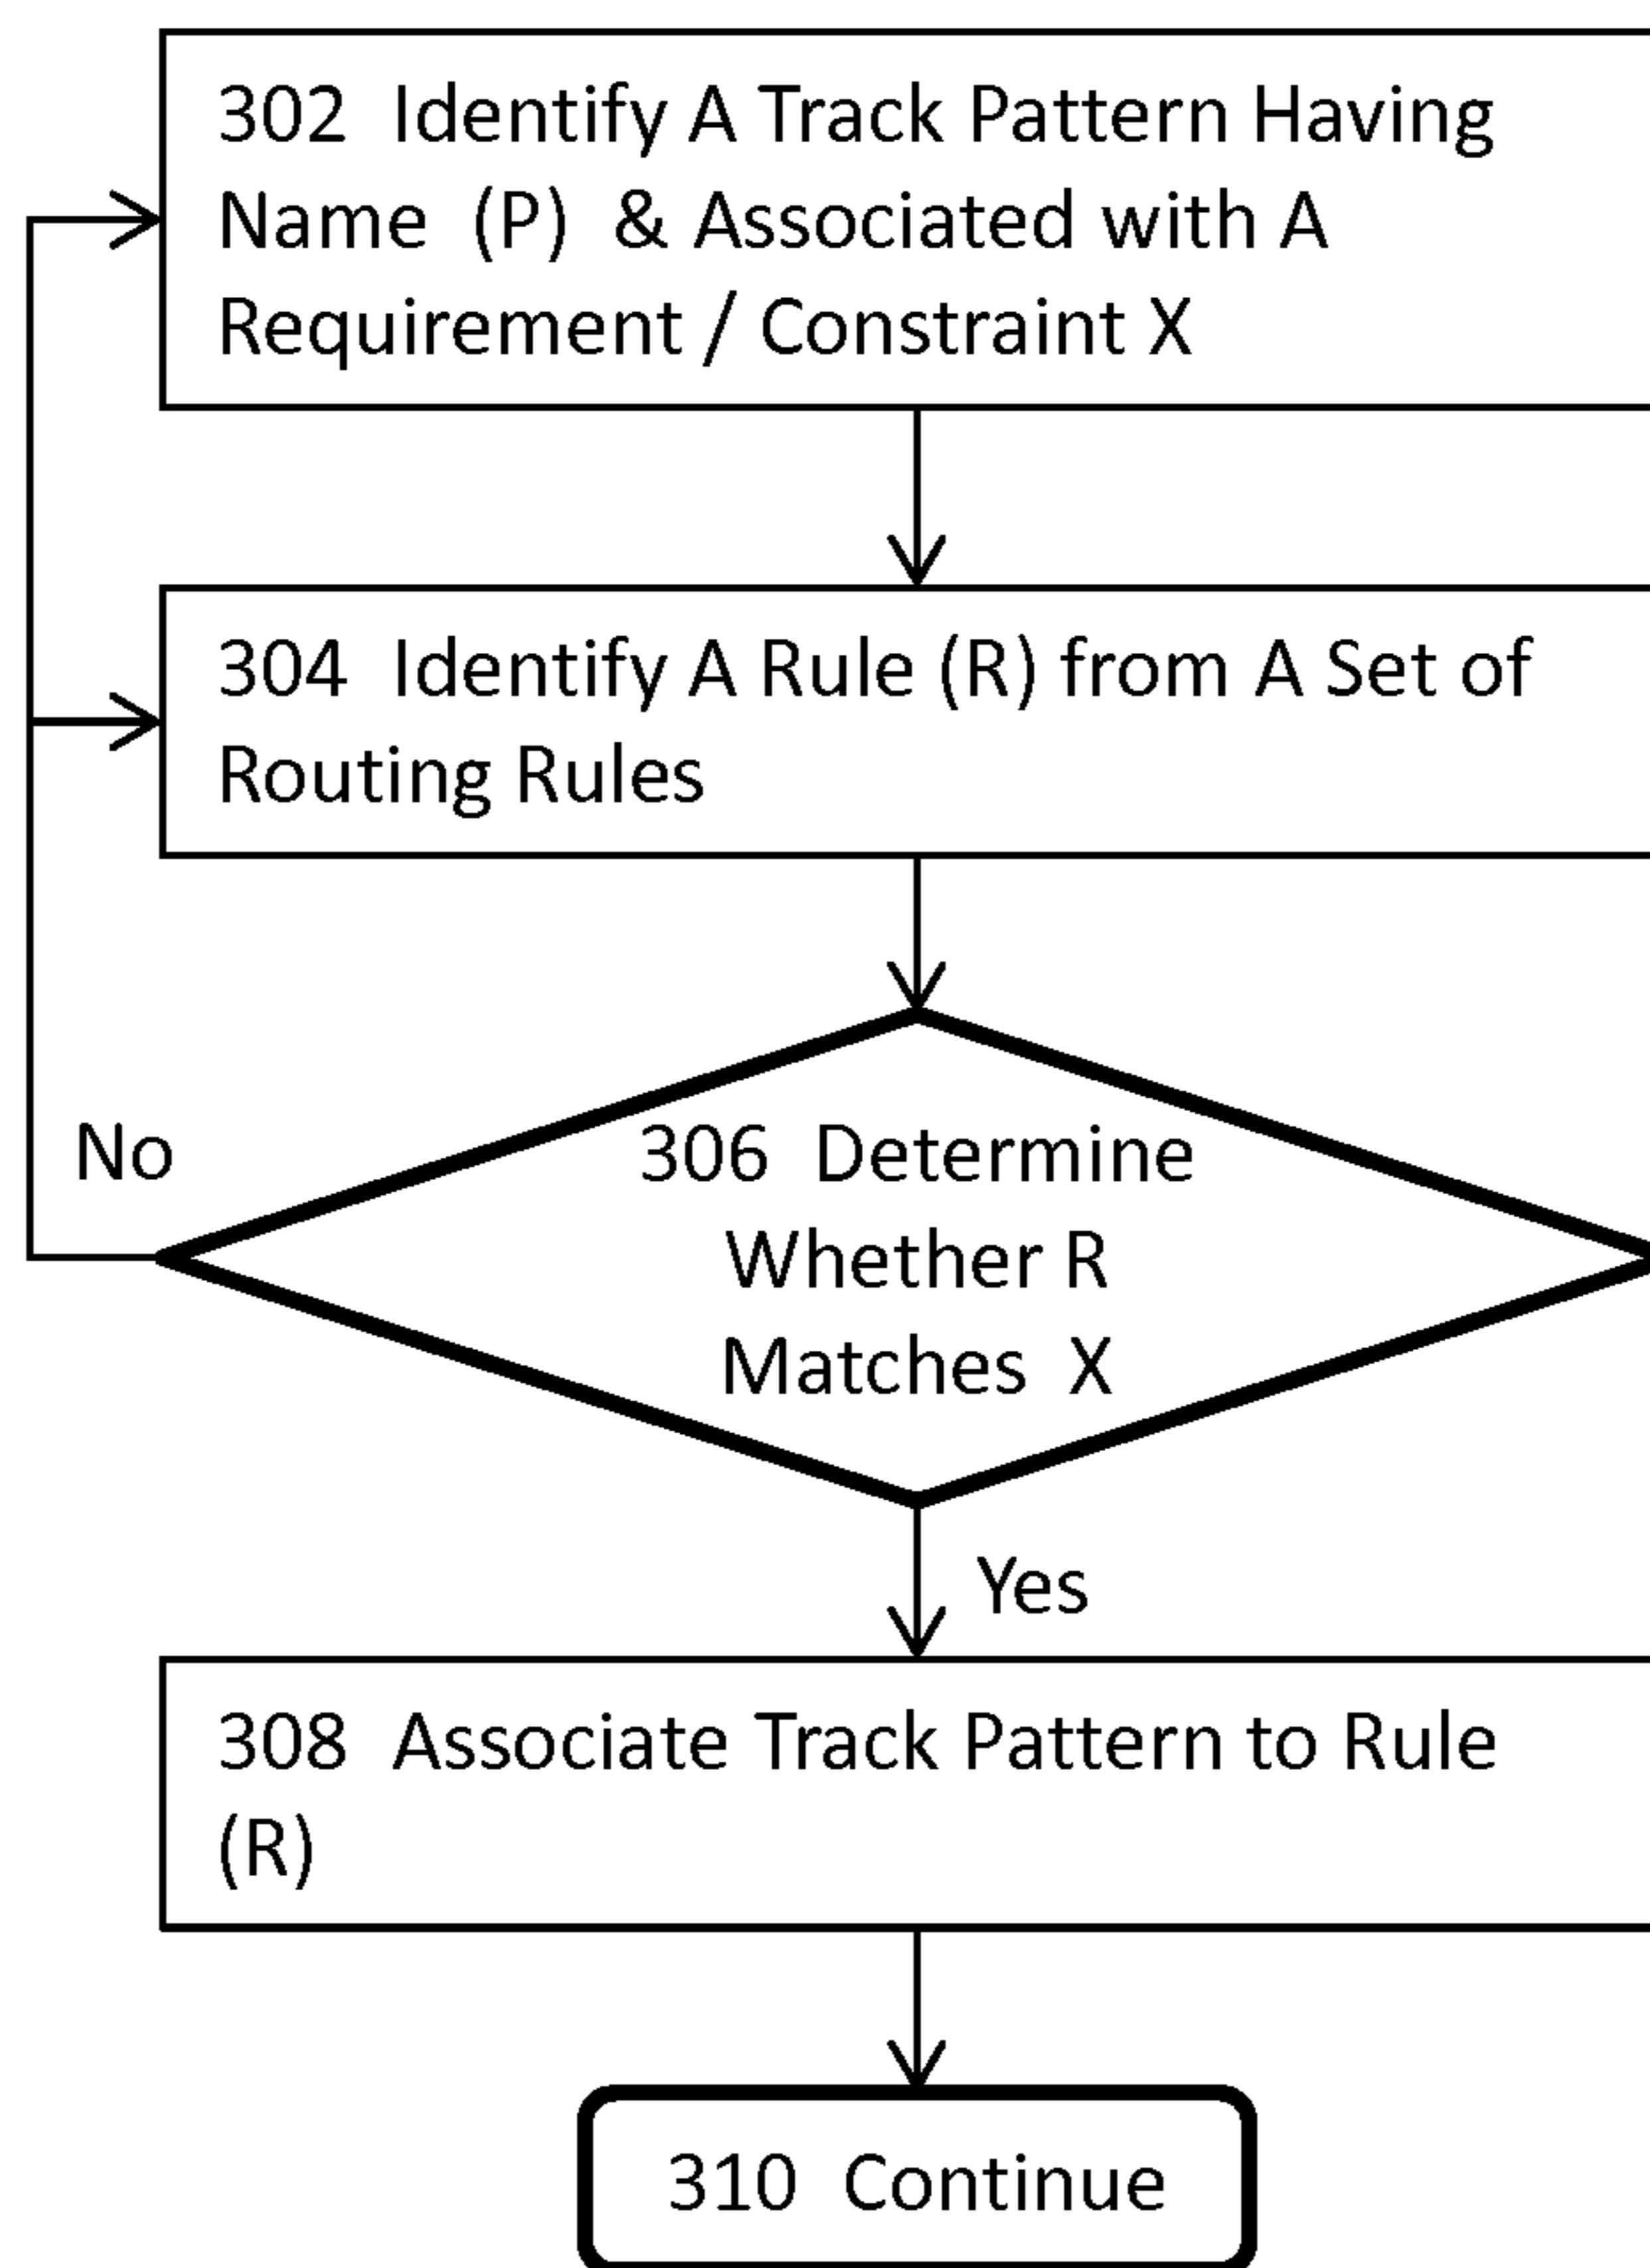 302 Identify A Track Pattern Having
Name (P) & Associated with A
Requirement / Constraint X
304 Identify A Rule (R) from A Set of
Routing Rules
No
306 Determine
Whether R
Matches X
Yes
308 Associate Track Pattern to Rule
(R)
310 Continue